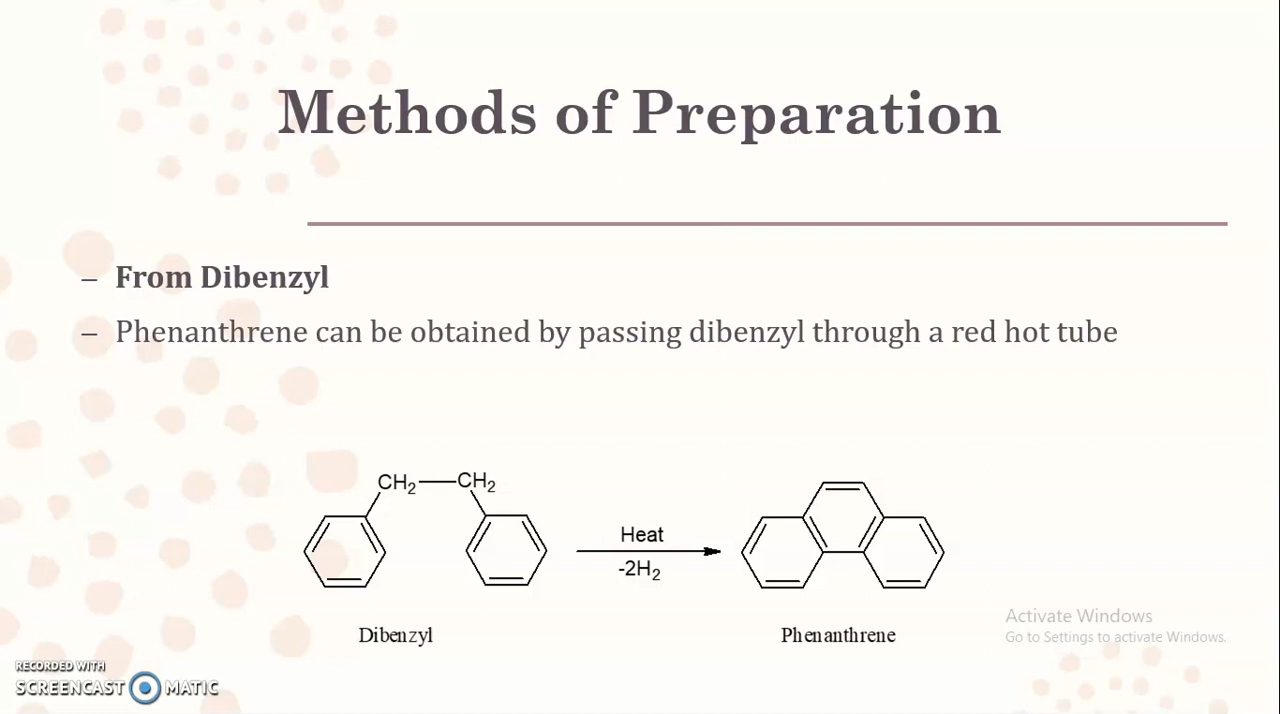 Methods of Preparation
– From Dibenzyl
– Phenanthrene can be obtained by passing dibenzyl through a red hot tube
CH₂ CH₂
Heat
-2H₂
Dibenzyl
Phenanthrene
Activate Windows
Go to Settings to activate Windows.
RECORDED WITH
SCREENCAST MATIC